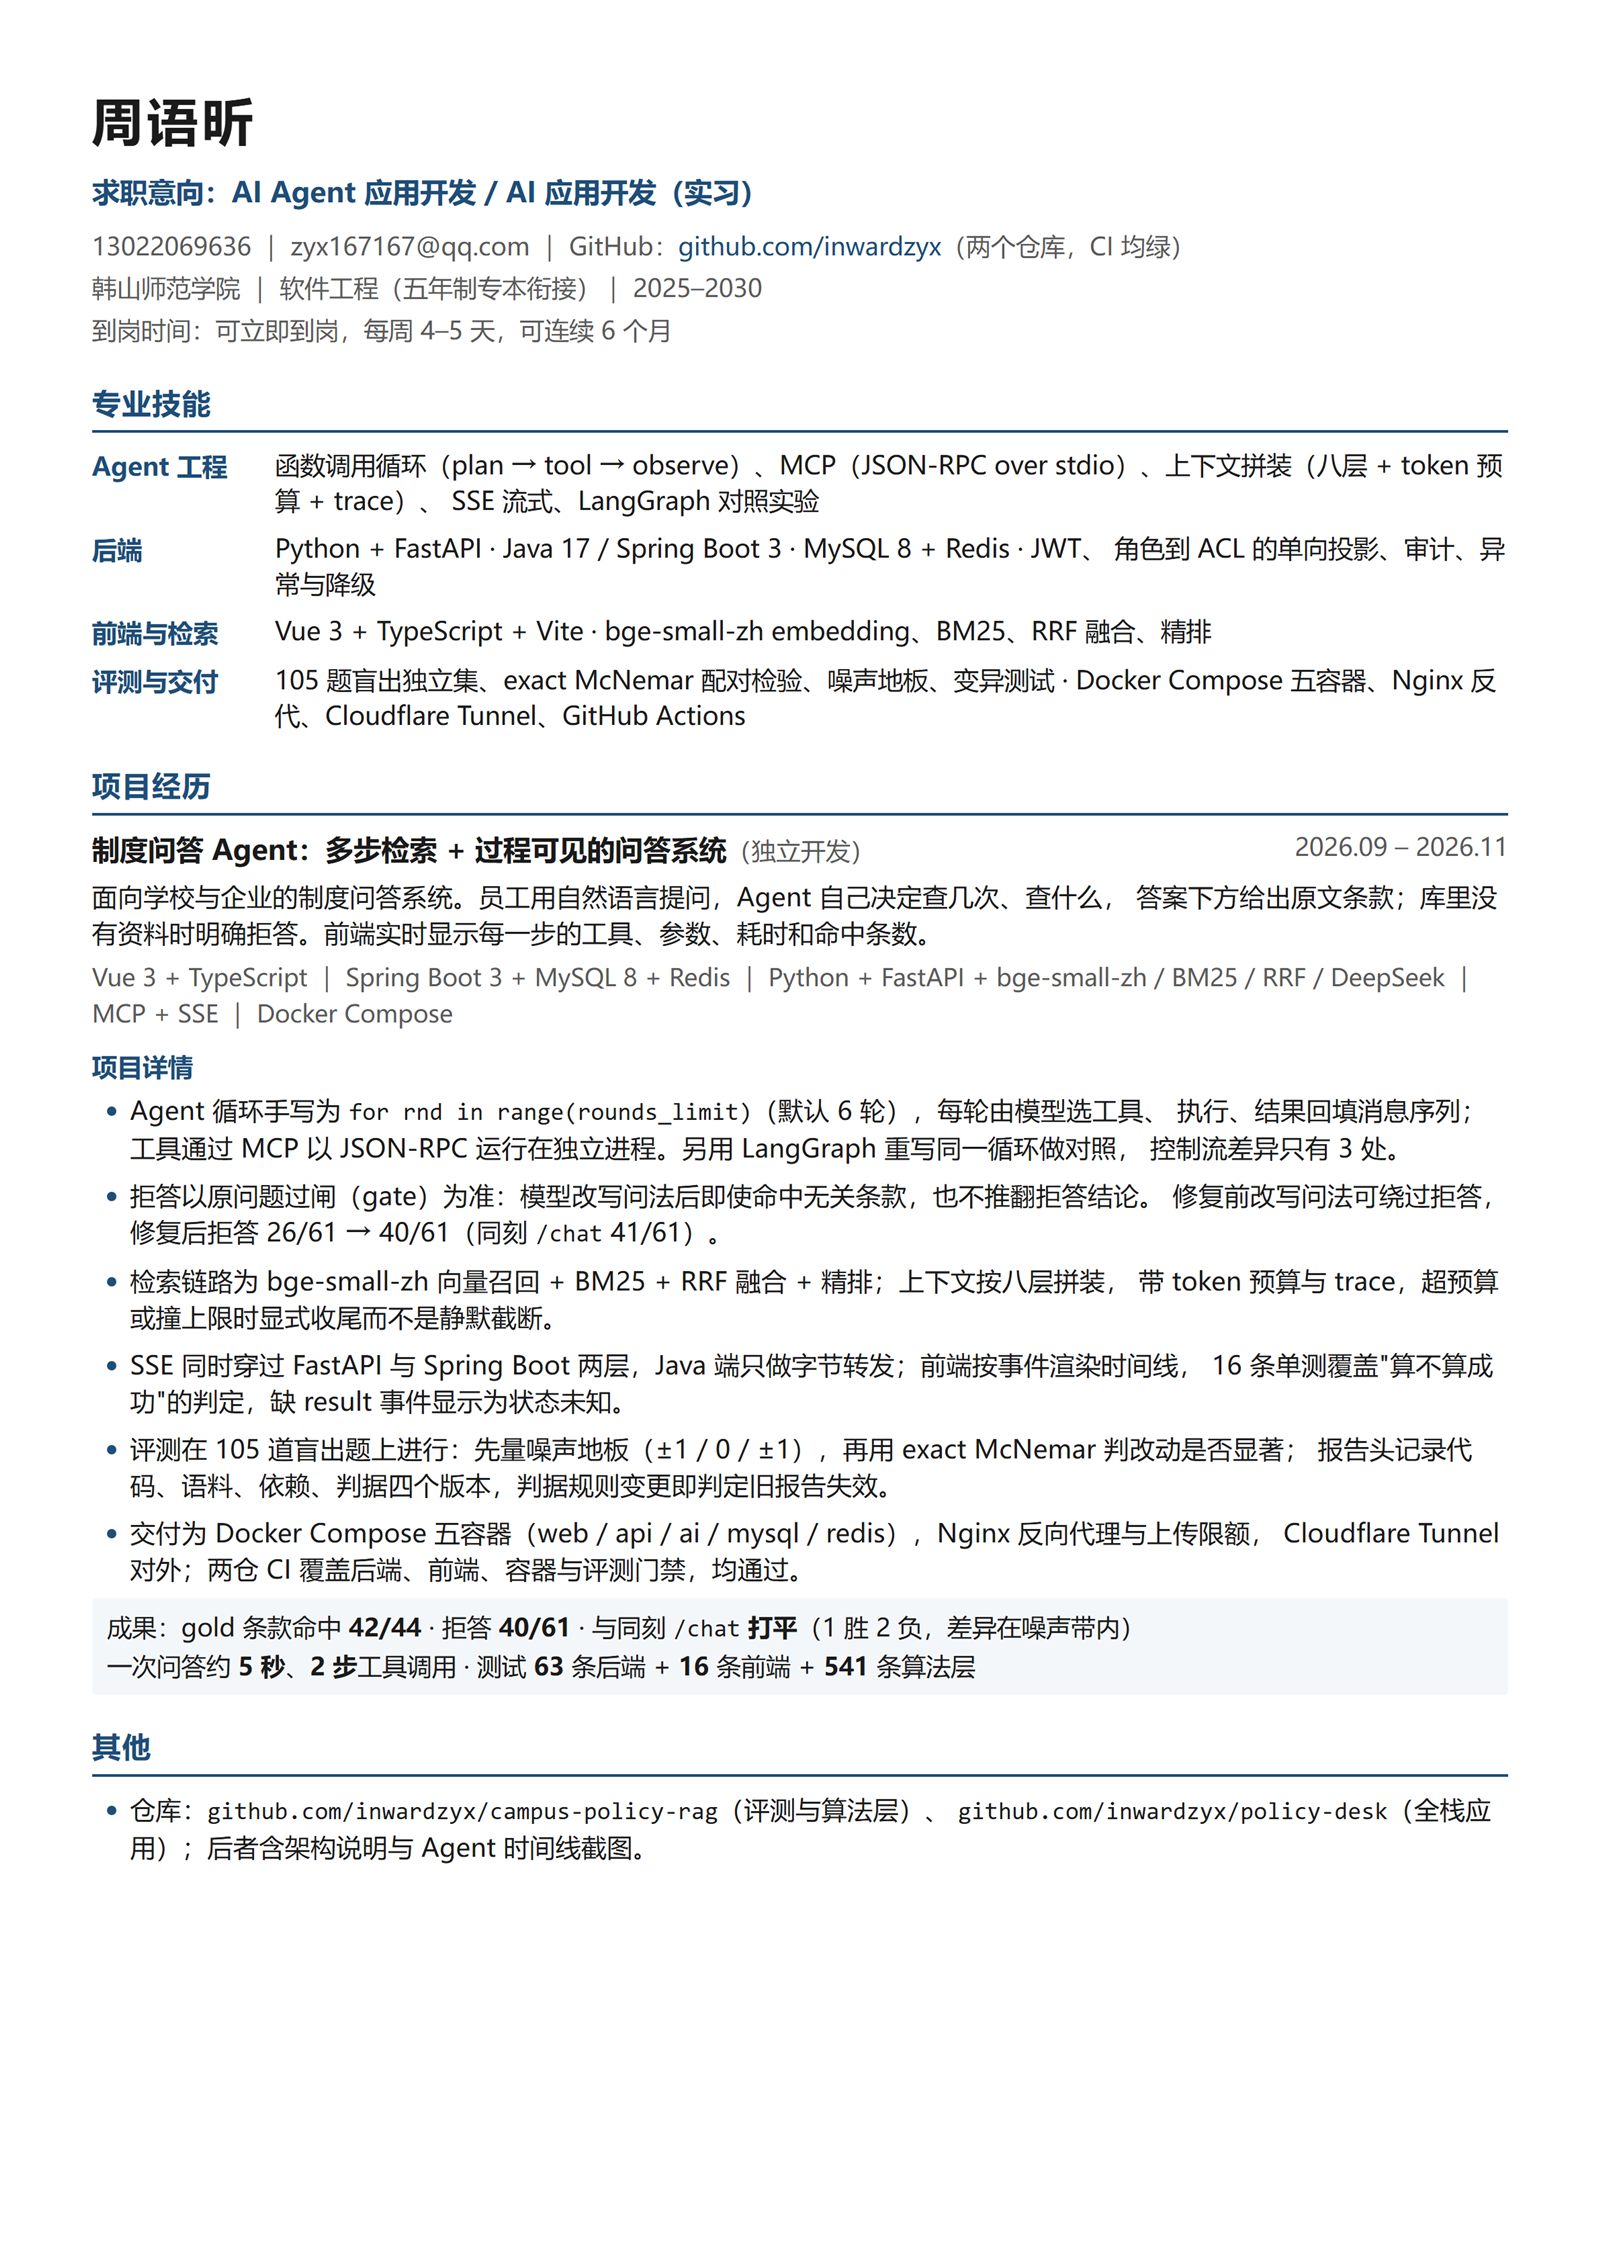 周语昕
求职意向：AI Agent 应用开发 / AI 应用开发（实习）
13022069636 | zyx167167@qq.com | GitHub：github.com/inwardzyx（两个仓库，CI 均绿）
韩山师范学院 | 软件工程（五年制专本衔接） | 2025–2030
到岗时间：可立即到岗，每周 4–5 天，可连续 6 个月
专业技能
Agent 工程 函数调用循环（plan → tool → observe）、MCP（JSON-RPC over stdio）、上下文拼装（八层 + token 预
算 + trace）、 SSE 流式、LangGraph 对照实验
后端 Python + FastAPI · Java 17 / Spring Boot 3 · MySQL 8 + Redis · JWT、 角色到 ACL 的单向投影、审计、异
常与降级
前端与检索 Vue 3 + TypeScript + Vite · bge-small-zh embedding、BM25、RRF 融合、精排
评测与交付 105 题盲出独立集、exact McNemar 配对检验、噪声地板、变异测试 · Docker Compose 五容器、Nginx 反
代、Cloudflare Tunnel、GitHub Actions
项目经历
制度问答 Agent：多步检索 + 过程可见的问答系统（独立开发） 2026.09 – 2026.11
面向学校与企业的制度问答系统。员工用自然语言提问，Agent 自己决定查几次、查什么， 答案下方给出原文条款；库里没
有资料时明确拒答。前端实时显示每一步的工具、参数、耗时和命中条数。
Vue 3 + TypeScript | Spring Boot 3 + MySQL 8 + Redis | Python + FastAPI + bge-small-zh / BM25 / RRF / DeepSeek |
MCP + SSE | Docker Compose
项目详情
• Agent 循环手写为 for rnd in range(rounds_limit)（默认 6 轮），每轮由模型选工具、 执行、结果回填消息序列；
工具通过 MCP 以 JSON-RPC 运行在独立进程。另用 LangGraph 重写同一循环做对照， 控制流差异只有 3 处。
• 拒答以原问题过闸（gate）为准：模型改写问法后即使命中无关条款，也不推翻拒答结论。 修复前改写问法可绕过拒答，
修复后拒答 26/61 → 40/61（同刻 /chat 41/61）。
• 检索链路为 bge-small-zh 向量召回 + BM25 + RRF 融合 + 精排；上下文按八层拼装， 带 token 预算与 trace，超预算
或撞上限时显式收尾而不是静默截断。
• SSE 同时穿过 FastAPI 与 Spring Boot 两层，Java 端只做字节转发；前端按事件渲染时间线， 16 条单测覆盖"算不算成
功"的判定，缺 result 事件显示为状态未知。
• 评测在 105 道盲出题上进行：先量噪声地板（±1 / 0 / ±1），再用 exact McNemar 判改动是否显著； 报告头记录代
码、语料、依赖、判据四个版本，判据规则变更即判定旧报告失效。
• 交付为 Docker Compose 五容器（web / api / ai / mysql / redis），Nginx 反向代理与上传限额， Cloudflare Tunnel
对外；两仓 CI 覆盖后端、前端、容器与评测门禁，均通过。
成果：gold 条款命中 42/44 · 拒答 40/61 · 与同刻 /chat 打平（1 胜 2 负，差异在噪声带内）
一次问答约 5 秒、2 步工具调用 · 测试 63 条后端 + 16 条前端 + 541 条算法层
其他
• 仓库：github.com/inwardzyx/campus-policy-rag（评测与算法层）、 github.com/inwardzyx/policy-desk（全栈应
用）；后者含架构说明与 Agent 时间线截图。